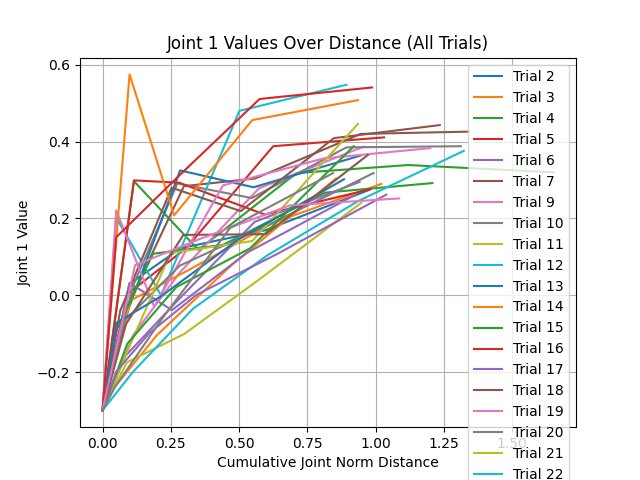 Joint 1 Values Over Distance (All Trials)
0.6
0.4
0.2
0.0
−0.2
Joint 1 Value
0.00
0.25
0.50
0.75
1.00
1.25
1.50
Cumulative Joint Norm Distance
Trial 2
Trial 3
Trial 4
Trial 5
Trial 6
Trial 7
Trial 9
Trial 10
Trial 11
Trial 12
Trial 13
Trial 14
Trial 15
Trial 16
Trial 17
Trial 18
Trial 19
Trial 20
Trial 21
Trial 22